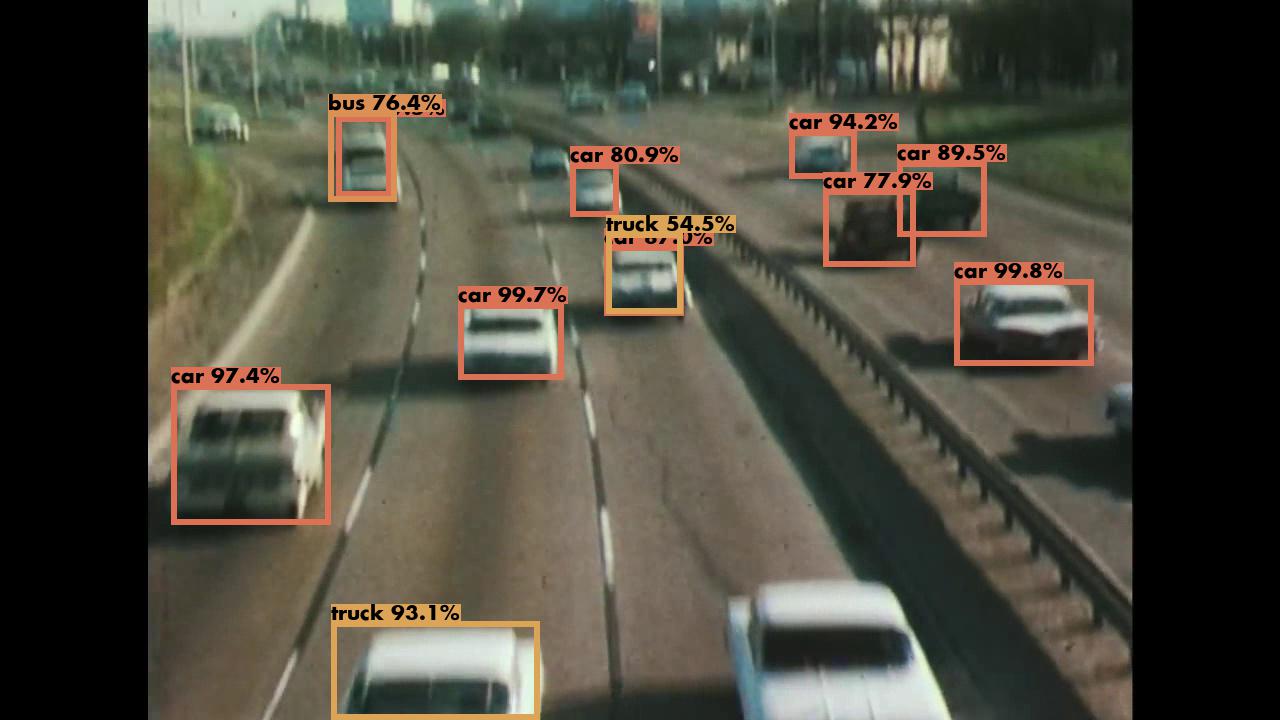 bus 76.4%
car 94.2%
car 80.9%
car 89.5%
car 77.9%
truck 54.5%
car 99.8%
car 99.7%
car 97.4%
truck 93.1%